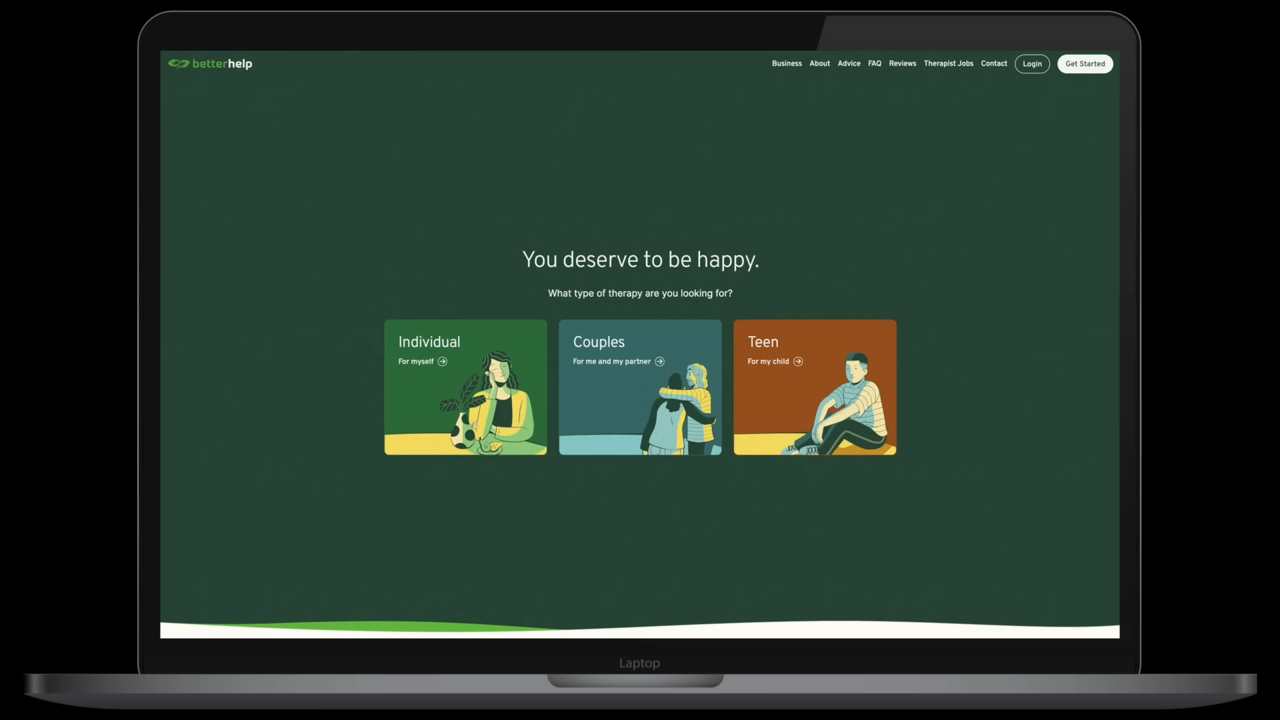 betterhelp
Business About Advice FAQ Reviews Therapist Jobs Contact Login Get Started
You deserve to be happy.
What type of therapy are you looking for?
Individual
For myself
Couples
For me and my partner
Teen
For my child
Laptop